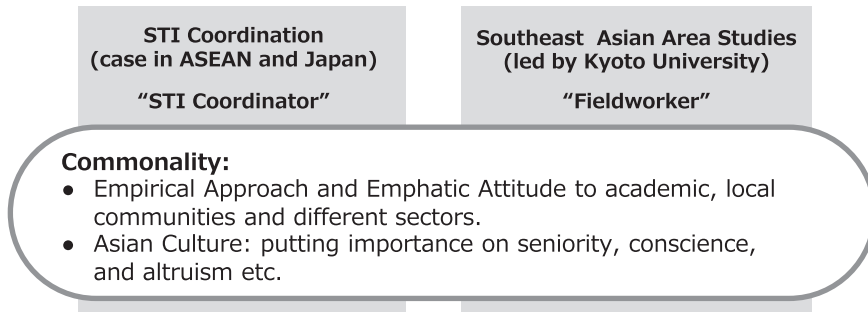 STI Coordination
(case in ASEAN and Japan)
“STI Coordinator”
Southeast Asian Area Studies
(led by Kyoto University)
“Fieldworker”
Commonality:
● Empirical Approach and Emphatic Attitude to academic, local
communities and different sectors.
● Asian Culture: putting importance on seniority, conscience,
and altruism etc.